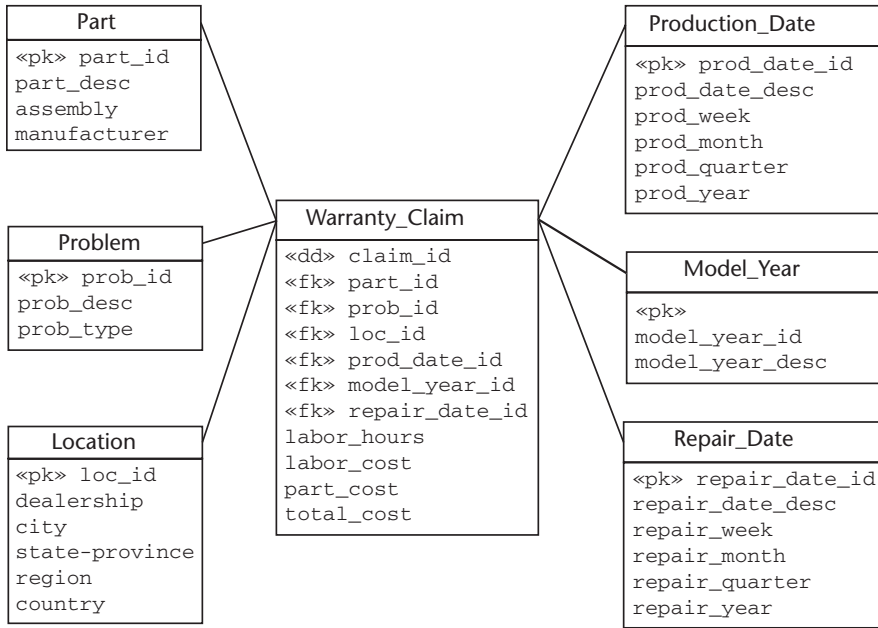 Part
«pk» part_id
part_desc
assembly
manufacturer
Problem
«pk» prob_id
prob_desc
prob_type
Location
«pk» loc_id
dealership
city
state-province
region
country
Warranty_Claim
«dd» claim_id
«fk» part_id
«fk» prob_id
«fk» loc_id
«fk» prod_date_id
«fk» model_year_id
«fk» repair_date_id
labor_hours
labor_cost
part_cost
total_cost
Production_Date
«pk» prod_date_id
prod_date_desc
prod_week
prod_month
prod_quarter
prod_year
Model_Year
«pk»
model_year_id
model_year_desc
Repair_Date
«pk» repair_date_id
repair_date_desc
repair_week
repair_month
repair_quarter
repair_year